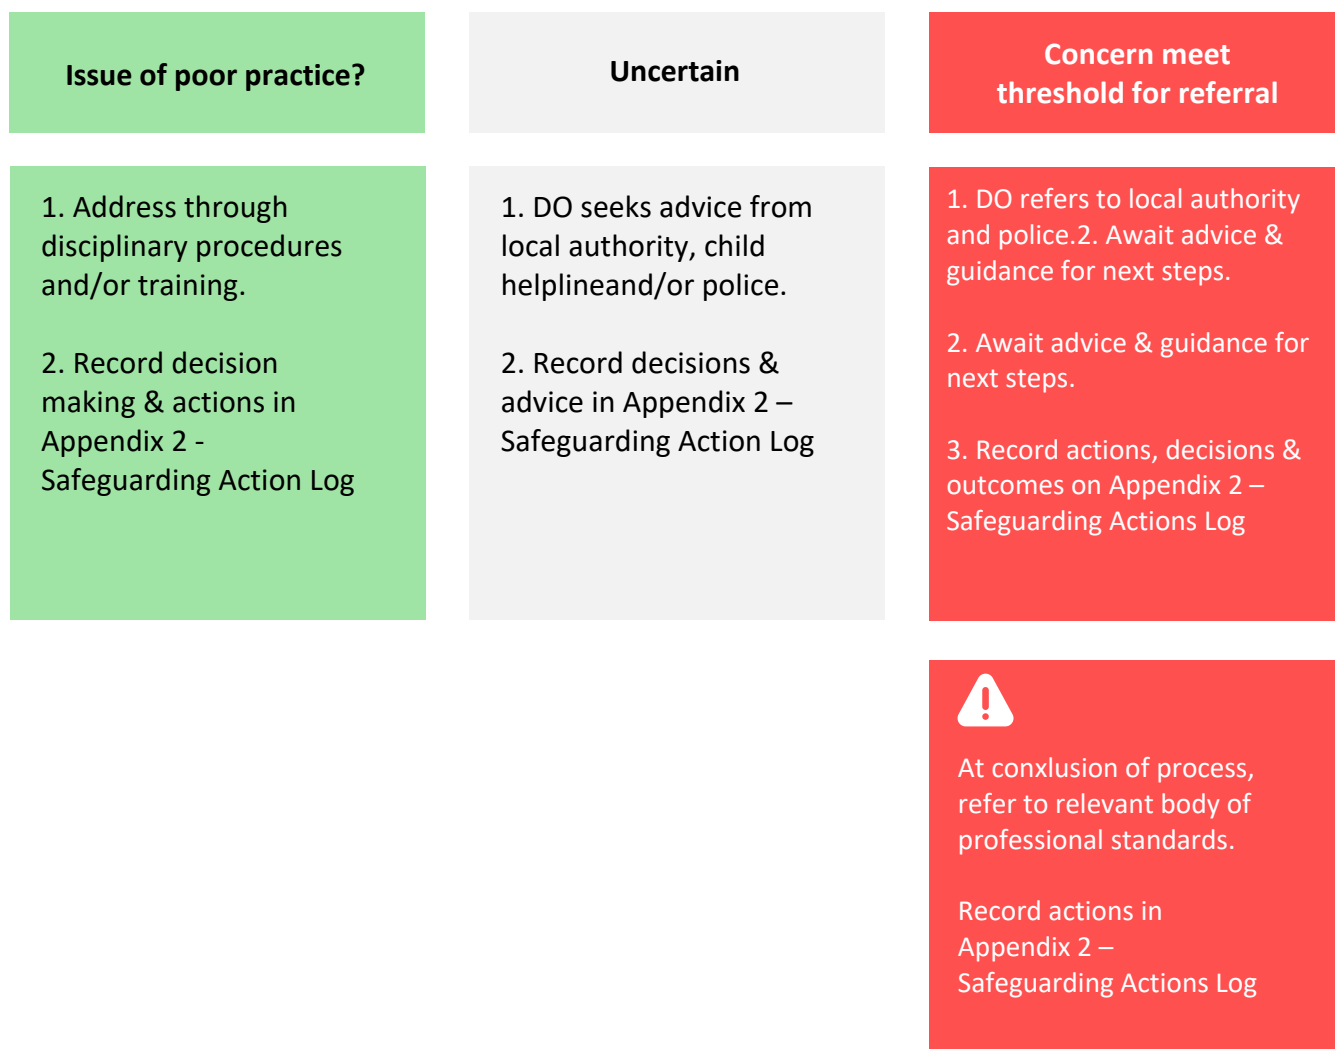 Issue of poor practice?
1. Address through
disciplinary procedures
and/or training.
2. Record decision
making & actions in
Appendix 2 -
Safeguarding Action Log
Uncertain
1. DO seeks advice from
local authority, child
helplineand/or police.
2. Record decisions &
advice in Appendix 2 –
Safeguarding Action Log
Concern meet
threshold for referral
1. DO refers to local authority
and police.2. Await advice &
guidance for next steps.
2. Await advice & guidance for
next steps.
3. Record actions, decisions &
outcomes on Appendix 2 –
Safeguarding Actions Log
At conxlusion of process,
refer to relevant body of
professional standards.
Record actions in
Appendix 2 –
Safeguarding Actions Log